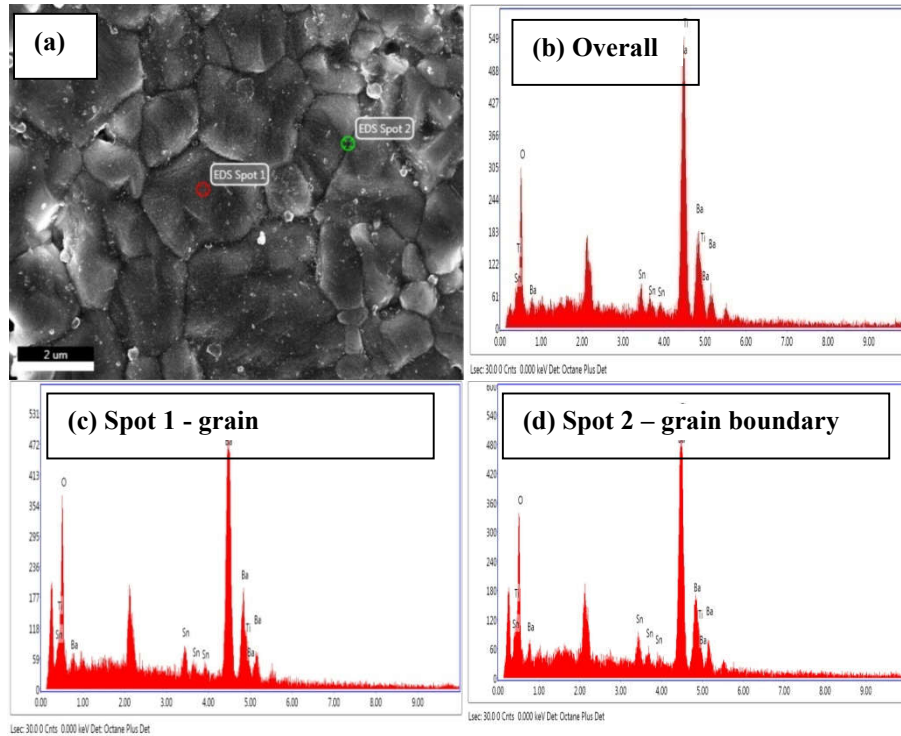 (a)
EDS Spot 2
EDS Spot 1
2 um
(b) Overall
549
488
427
366
305
244
183
122
61
0
O
Ti
Sn
Ba
Sn
Sn
Sn
Ba
Ti
Ba
Ba
0.00 1.00 2.00 3.00 4.00 5.00 6.00 7.00 8.00 9.00
Lsec: 30.0 0 Cnts 0.000 keV Det: Octane Plus Det
(c) Spot 1 - grain
531
472
413
354
295
236
177
118
59
0
O
Ti
Sn
Ba
Sn
Sn
Sn
Ba
Ti
Ba
Ba
0.00 1.00 2.00 3.00 4.00 5.00 6.00 7.00 8.00 9.00
Lsec: 30.0 0 Cnts 0.000 keV Det: Octane Plus Det
(d) Spot 2 – grain boundary
600
540
480
420
360
300
240
180
120
60
0
O
Ti
Sn
Ba
Sn
Sn
Sn
Ba
Ti
Ba
Ba
0.00 1.00 2.00 3.00 4.00 5.00 6.00 7.00 8.00 9.00
Lsec: 30.0 0 Cnts 0.000 keV Det: Octane Plus Det